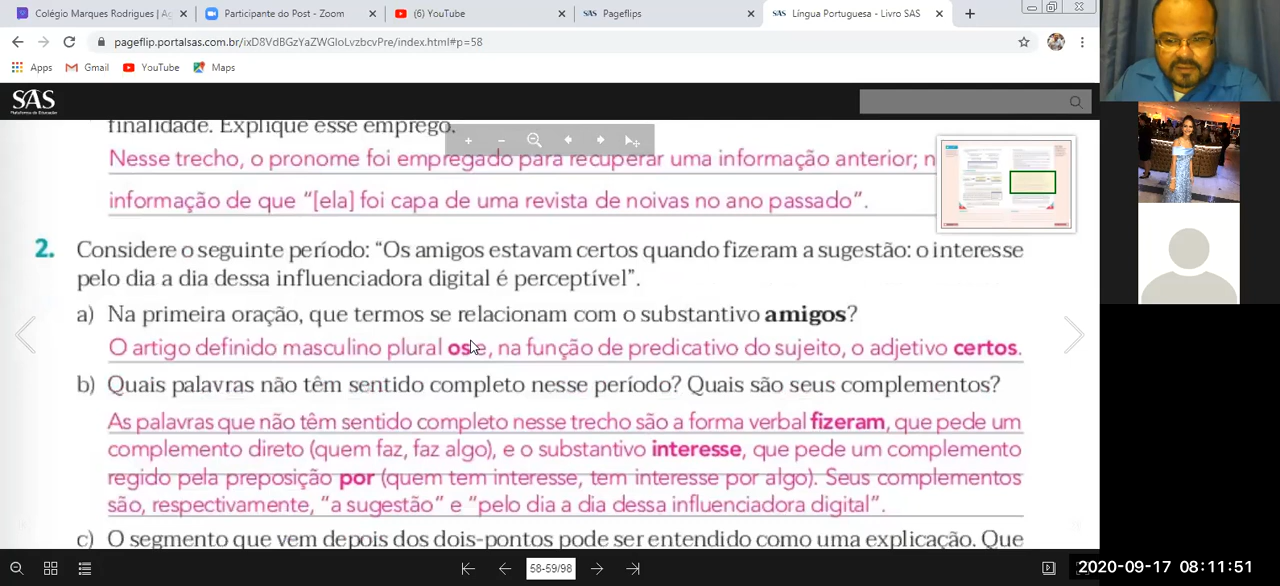 Colégio Marques Rodrigues | Ag
Participante do Post - Zoom
(6) YouTube
SAS Pageflips
SAS Língua Portuguesa - Livro SAS
pageflip.portalsas.com.br/ixD8VdBGzYaZWGIoLvzbcvPre/index.html#p=58
Apps Gmail YouTube Maps
SAS
Plataforma de Educação
finalidade. Explique esse emprego.
Nesse trecho, o pronome foi empregado para recuperar uma informação anterior; n
informação de que “[ela] foi capa de uma revista de noivas no ano passado”.
2. Considere o seguinte período: “Os amigos estavam certos quando fizeram a sugestão: o interesse
pelo dia a dia dessa influenciadora digital é perceptível”.
a) Na primeira oração, que termos se relacionam com o substantivo amigos?
O artigo definido masculino plural os e, na função de predicativo do sujeito, o adjetivo certos.
b) Quais palavras não têm sentido completo nesse período? Quais são seus complementos?
As palavras que não têm sentido completo nesse trecho são a forma verbal fizeram, que pede um
complemento direto (quem faz, faz algo), e o substantivo interesse, que pede um complemento
regido pela preposição por (quem tem interesse, tem interesse por algo). Seus complementos
são, respectivamente, “a sugestão” e “pelo dia a dia dessa influenciadora digital”.
c) O segmento que vem depois dos dois-pontos pode ser entendido como uma explicação. Que
58-59/98
2020-09-17 08:11:51